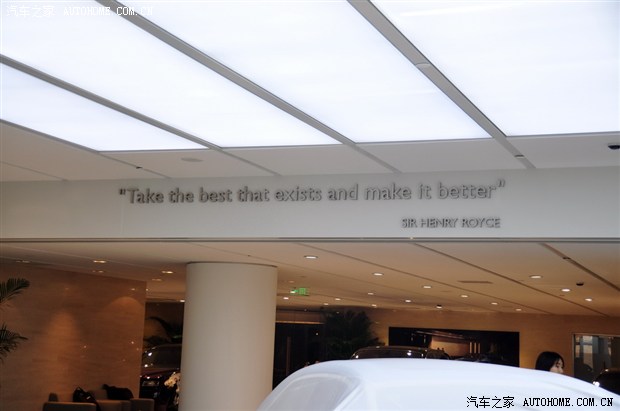 汽车之家 AUTOHOME.COM.CN
"Take the best that exists and make it better"
SIR HENRY ROYCE
汽车之家 AUTOHOME.COM.CN